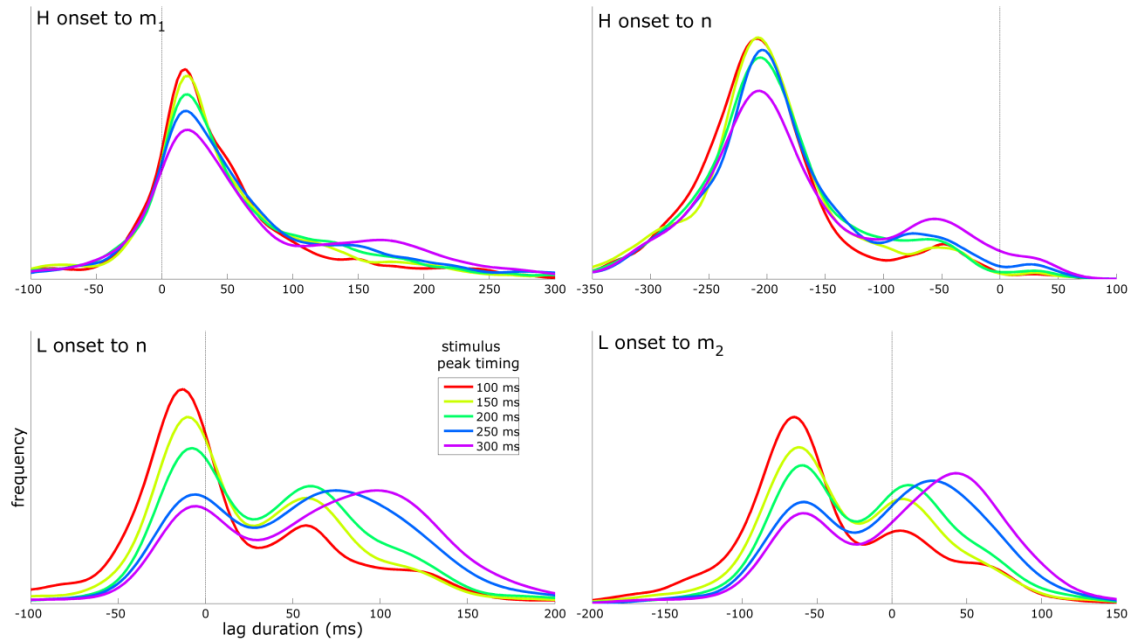 H onset to m1
H onset to n
-100 -50 0 50 100 150 200 250 300
-350 -300 -250 -200 -150 -100 -50 0 50 100
L onset to n
stimulus
peak timing
100 ms
150 ms
200 ms
250 ms
300 ms
L onset to m2
frequency
-100 -50 0 50 100 150 200
-200 -150 -100 -50 0 50 100 150
lag duration (ms)